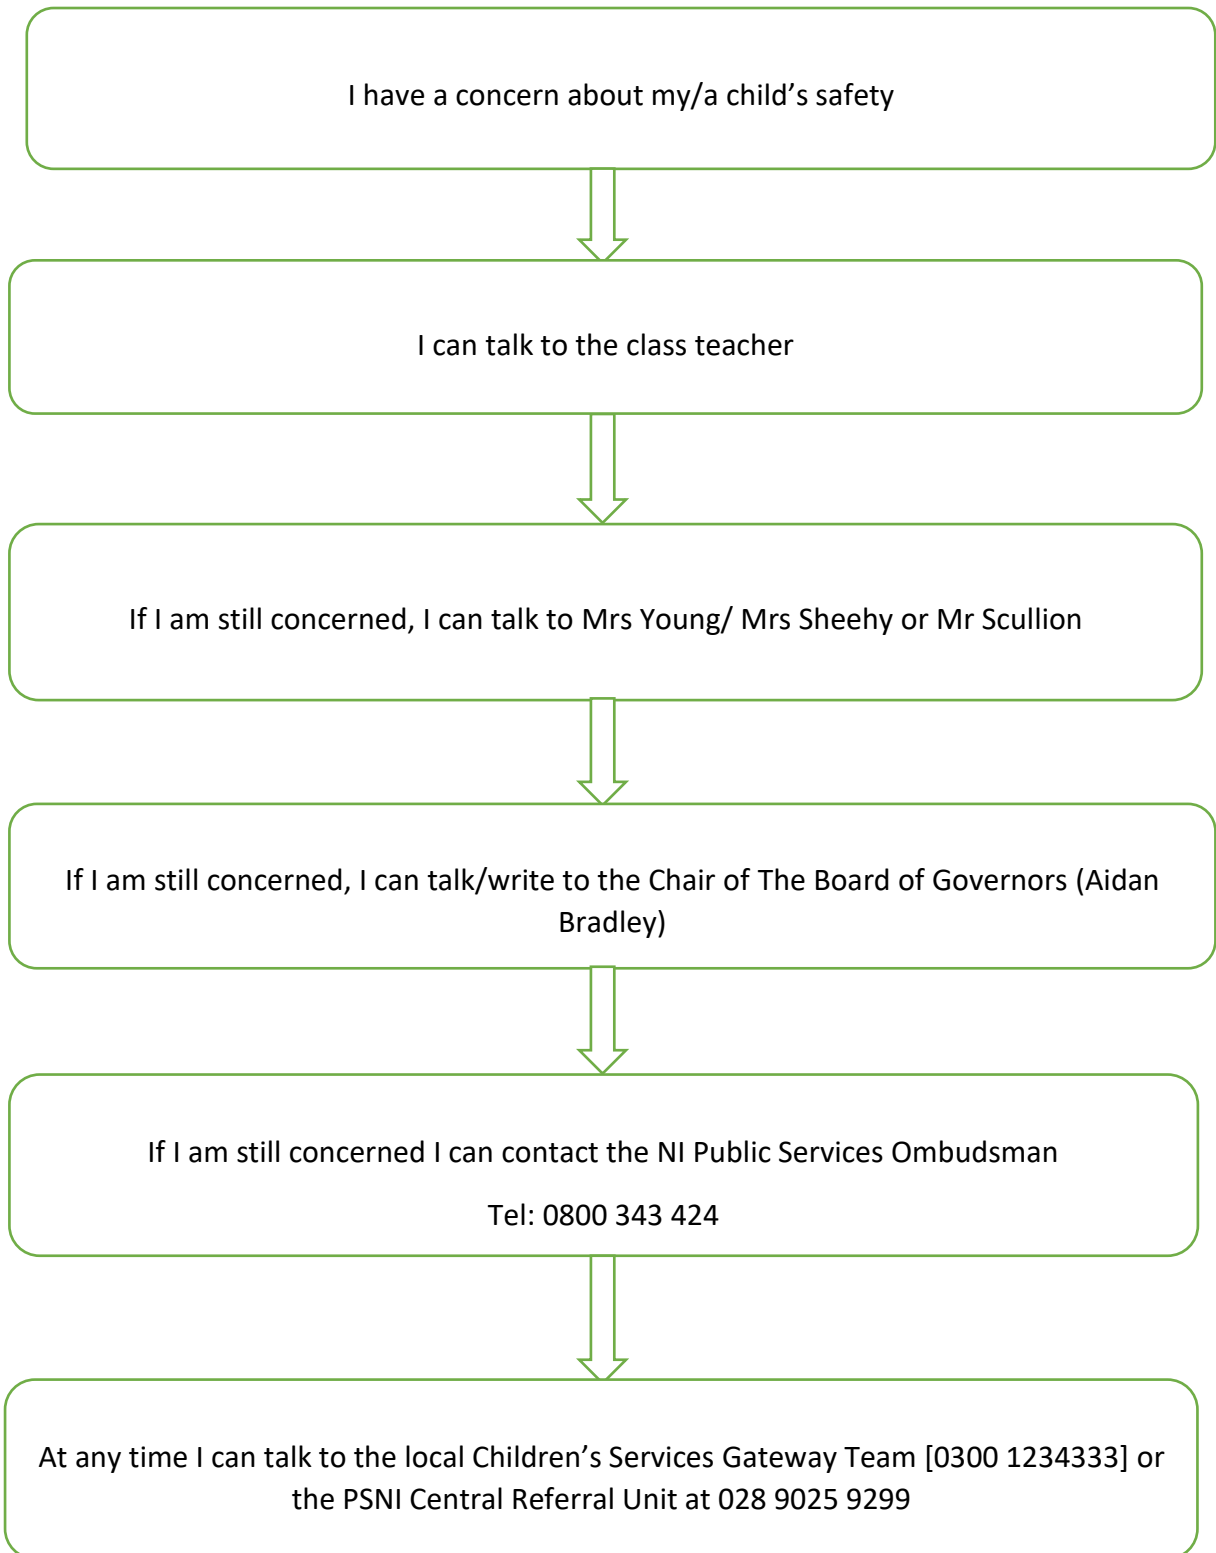 I have a concern about my/a child’s safety
I can talk to the class teacher
If I am still concerned, I can talk to Mrs Young/ Mrs Sheehy or Mr Scullion
If I am still concerned, I can talk/write to the Chair of The Board of Governors (Aidan
Bradley)
If I am still concerned I can contact the NI Public Services Ombudsman
Tel: 0800 343 424
At any time I can talk to the local Children’s Services Gateway Team [0300 1234333] or
the PSNI Central Referral Unit at 028 9025 9299